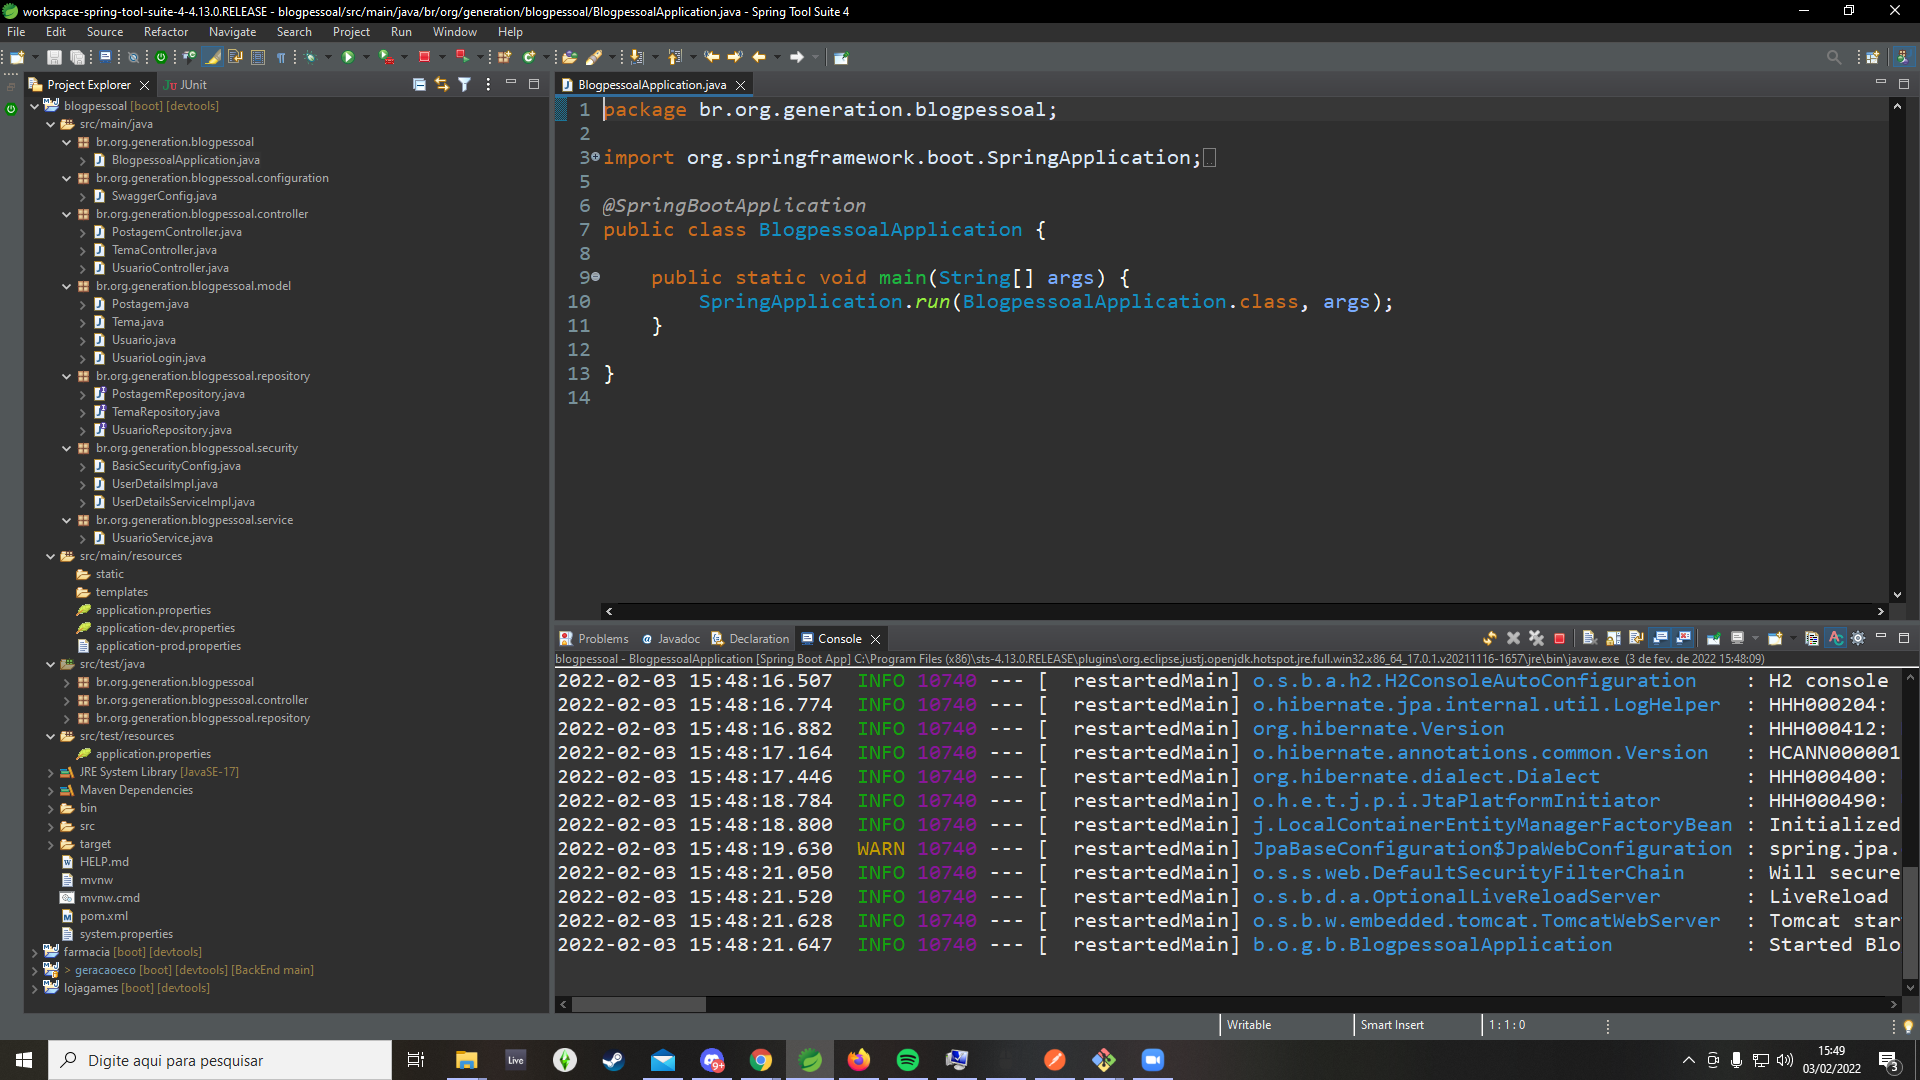 workspace-spring-tool-suite-4-4.13.0.RELEASE - blogpessoal/src/main/java/br/org/generation/blogpessoal/BlogpessoalApplication.java - Spring Tool Suite 4
File Edit Source Refactor Navigate Search Project Run Window Help
Project Explorer
JUnit
blogpessoal [boot] [devtools]
src/main/java
br.org.generation.blogpessoal
BlogpessoalApplication.java
br.org.generation.blogpessoal.configuration
SwaggerConfig.java
br.org.generation.blogpessoal.controller
PostagemController.java
TemaController.java
UsuarioController.java
br.org.generation.blogpessoal.model
Postagem.java
Tema.java
Usuario.java
UsuarioLogin.java
br.org.generation.blogpessoal.repository
PostagemRepository.java
TemaRepository.java
UsuarioRepository.java
br.org.generation.blogpessoal.security
BasicSecurityConfig.java
UserDetailsImpl.java
UserDetailsServiceImpl.java
br.org.generation.blogpessoal.service
UsuarioService.java
src/main/resources
static
templates
application.properties
application-dev.properties
application-prod.properties
src/test/java
br.org.generation.blogpessoal
br.org.generation.blogpessoal.controller
br.org.generation.blogpessoal.repository
src/test/resources
application.properties
JRE System Library [JavaSE-17]
Maven Dependencies
bin
src
target
HELP.md
mvnw
mvnw.cmd
pom.xml
system.properties
farmacia [boot] [devtools]
> geracaoeco [boot] [devtools] [BackEnd main]
lojagames [boot] [devtools]
BlogpessoalApplication.java
1 package br.org.generation.blogpessoal;
2
3 import org.springframework.boot.SpringApplication;
5
6 @SpringBootApplication
7 public class BlogpessoalApplication {
8
9 public static void main(String[] args) {
10 SpringApplication.run(BlogpessoalApplication.class, args);
11 }
12
13 }
14
Problems @ Javadoc Declaration Console
blogpessoal - BlogpessoalApplication [Spring Boot App] C:\Program Files (x86)\sts-4.13.0.RELEASE\plugins\org.eclipse.justj.openjdk.hotspot.jre.full.win32.x86_64_17.0.1.v20211116-1657\jre\bin\javaw.exe (3 de fev. de 2022 15:48:09)
2022-02-03 15:48:16.507 INFO 10740 --- [ restartedMain] o.s.b.a.h2.H2ConsoleAutoConfiguration : H2 console
2022-02-03 15:48:16.774 INFO 10740 --- [ restartedMain] o.hibernate.jpa.internal.util.LogHelper : HHH000204:
2022-02-03 15:48:16.882 INFO 10740 --- [ restartedMain] org.hibernate.Version : HHH000412:
2022-02-03 15:48:17.164 INFO 10740 --- [ restartedMain] o.hibernate.annotations.common.Version : HCANN000001
2022-02-03 15:48:17.446 INFO 10740 --- [ restartedMain] org.hibernate.dialect.Dialect : HHH000400:
2022-02-03 15:48:18.784 INFO 10740 --- [ restartedMain] o.h.e.t.j.p.i.JtaPlatformInitiator : HHH000490:
2022-02-03 15:48:18.800 INFO 10740 --- [ restartedMain] j.LocalContainerEntityManagerFactoryBean : Initialized
2022-02-03 15:48:19.630 WARN 10740 --- [ restartedMain] JpaBaseConfiguration$JpaWebConfiguration : spring.jpa.
2022-02-03 15:48:21.050 INFO 10740 --- [ restartedMain] o.s.s.web.DefaultSecurityFilterChain : Will secure
2022-02-03 15:48:21.520 INFO 10740 --- [ restartedMain] o.s.b.d.a.OptionalLiveReloadServer : LiveReload
2022-02-03 15:48:21.628 INFO 10740 --- [ restartedMain] o.s.b.w.embedded.tomcat.TomcatWebServer : Tomcat star
2022-02-03 15:48:21.647 INFO 10740 --- [ restartedMain] b.o.g.b.BlogpessoalApplication : Started Blo
Writable Smart Insert 1 : 1 : 0
Digite aqui para pesquisar
Live
9+
15:49
03/02/2022
3